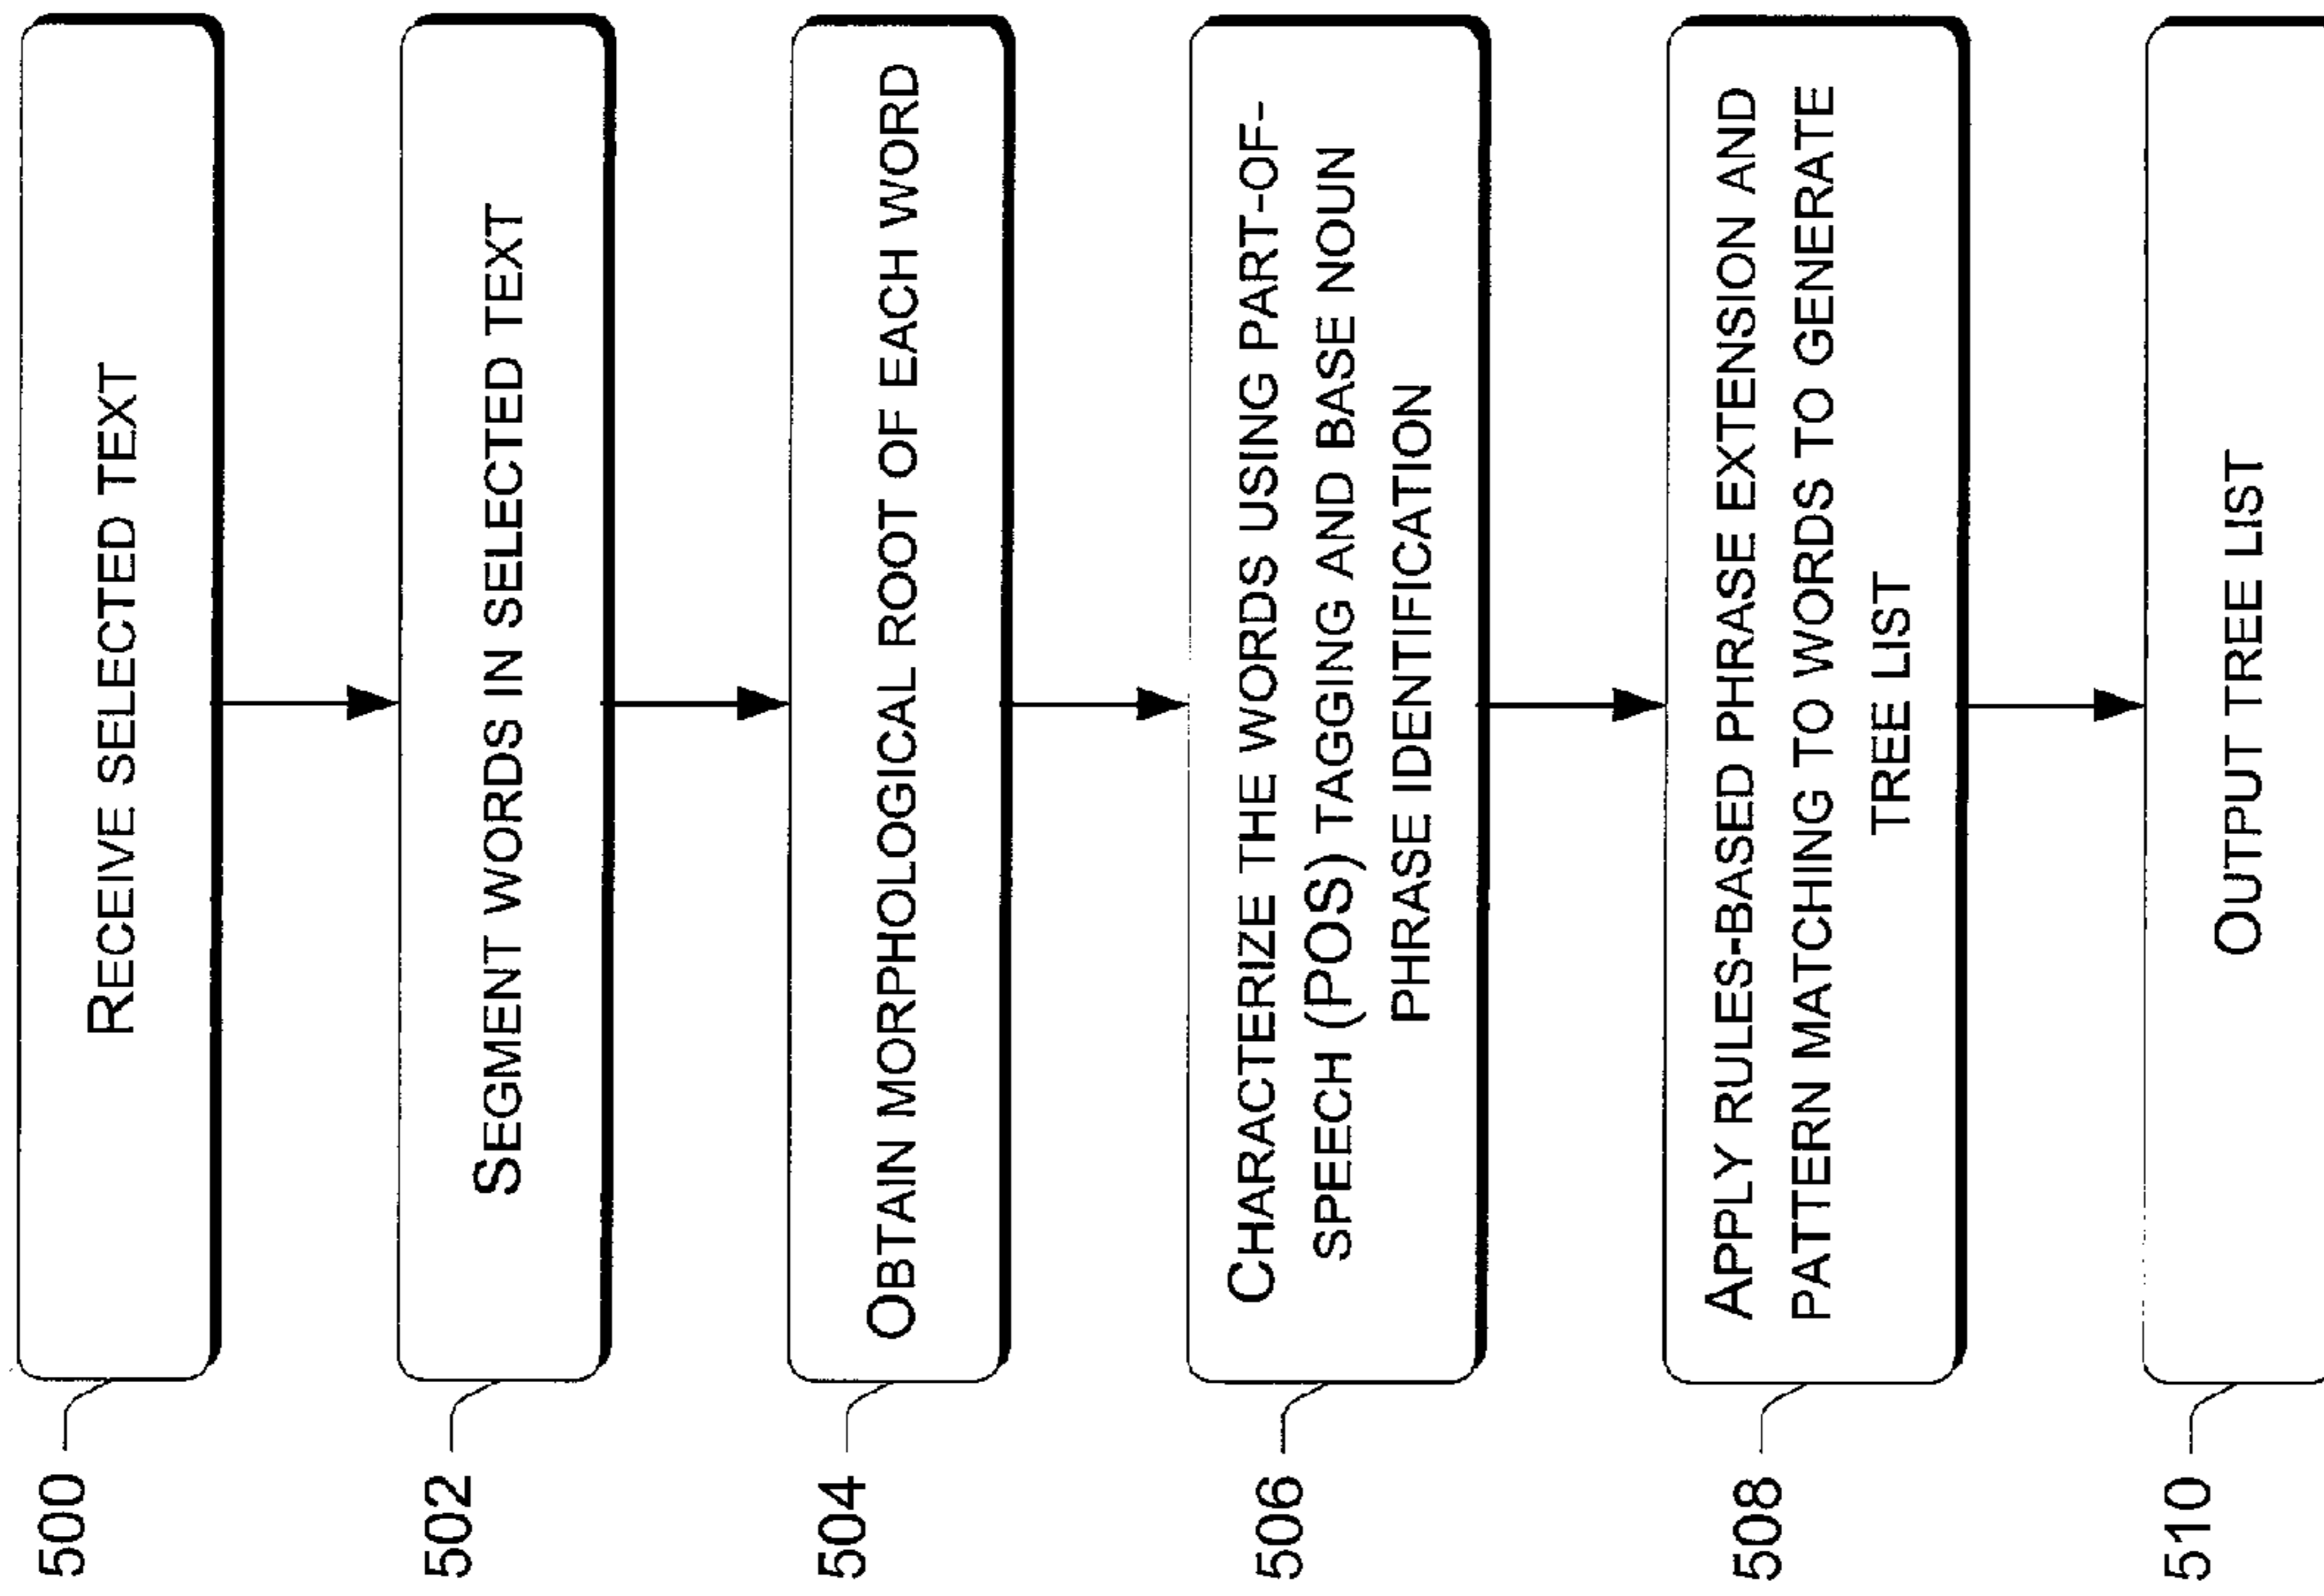 500
RECEIVE SELECTED TEXT
502
SEGMENT WORDS IN SELECTED TEXT
504
OBTAIN MORPHOLOGICAL ROOT OF EACH WORD
506
CHARACTERIZE THE WORDS USING PART-OF-
SPEECH (POS) TAGGING AND BASE NOUN
PHRASE IDENTIFICATION
508
APPLY RULES-BASED PHRASE EXTENSION AND
PATTERN MATCHING TO WORDS TO GENERATE
TREE LIST
510
OUTPUT TREE LIST